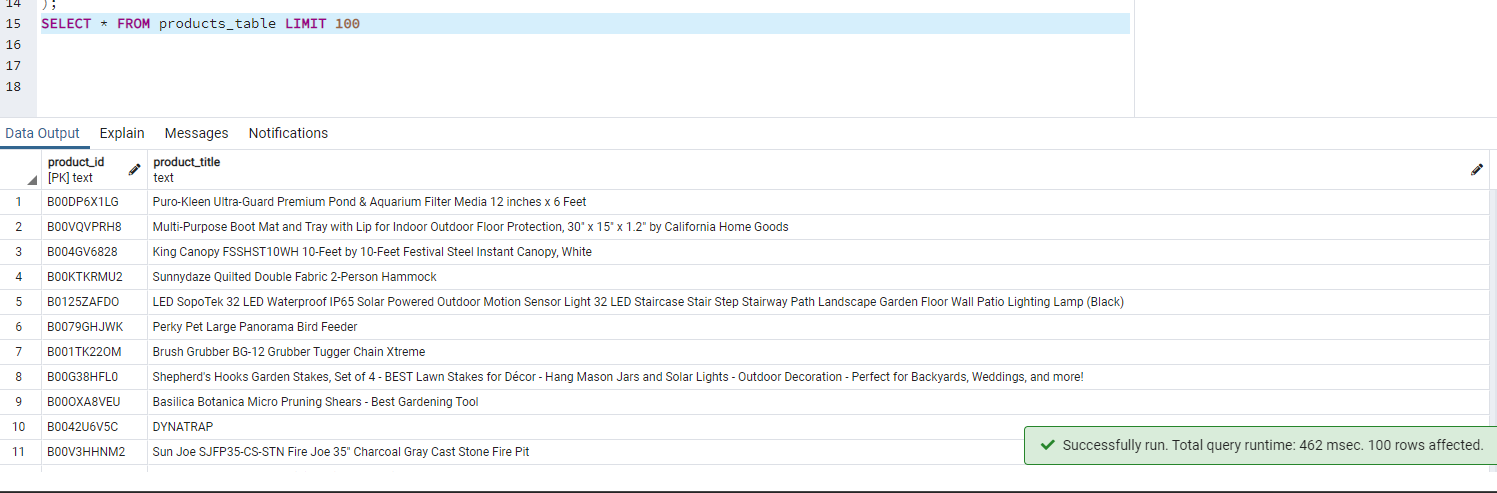 14 );
15 SELECT * FROM products_table LIMIT 100
16
17
18
Data Output Explain Messages Notifications
product_id product_title
[PK] text text
1 B00DP6X1LG Puro-Kleen Ultra-Guard Premium Pond & Aquarium Filter Media 12 inches x 6 Feet
2 B00VQVPRH8 Multi-Purpose Boot Mat and Tray with Lip for Indoor Outdoor Floor Protection, 30" x 15" x 1.2" by California Home Goods
3 B004GV6828 King Canopy FSSHST10WH 10-Feet by 10-Feet Festival Steel Instant Canopy, White
4 B00KTKRMU2 Sunnydaze Quilted Double Fabric 2-Person Hammock
5 B0125ZAFDO LED SopoTek 32 LED Waterproof IP65 Solar Powered Outdoor Motion Sensor Light 32 LED Staircase Stair Step Stairway Path Landscape Garden Floor Wall Patio Lighting Lamp (Black)
6 B0079GHJWK Perky Pet Large Panorama Bird Feeder
7 B001TK22OM Brush Grubber BG-12 Grubber Tugger Chain Xtreme
8 B00G38HFL0 Shepherd's Hooks Garden Stakes, Set of 4 - BEST Lawn Stakes for Décor - Hang Mason Jars and Solar Lights - Outdoor Decoration - Perfect for Backyards, Weddings, and more!
9 B00OXA8VEU Basilica Botanica Micro Pruning Shears - Best Gardening Tool
10 B0042U6V5C DYNATRAP
11 B00V3HHNM2 Sun Joe SJFP35-CS-STN Fire Joe 35" Charcoal Gray Cast Stone Fire Pit
Successfully run. Total query runtime: 462 msec. 100 rows affected.